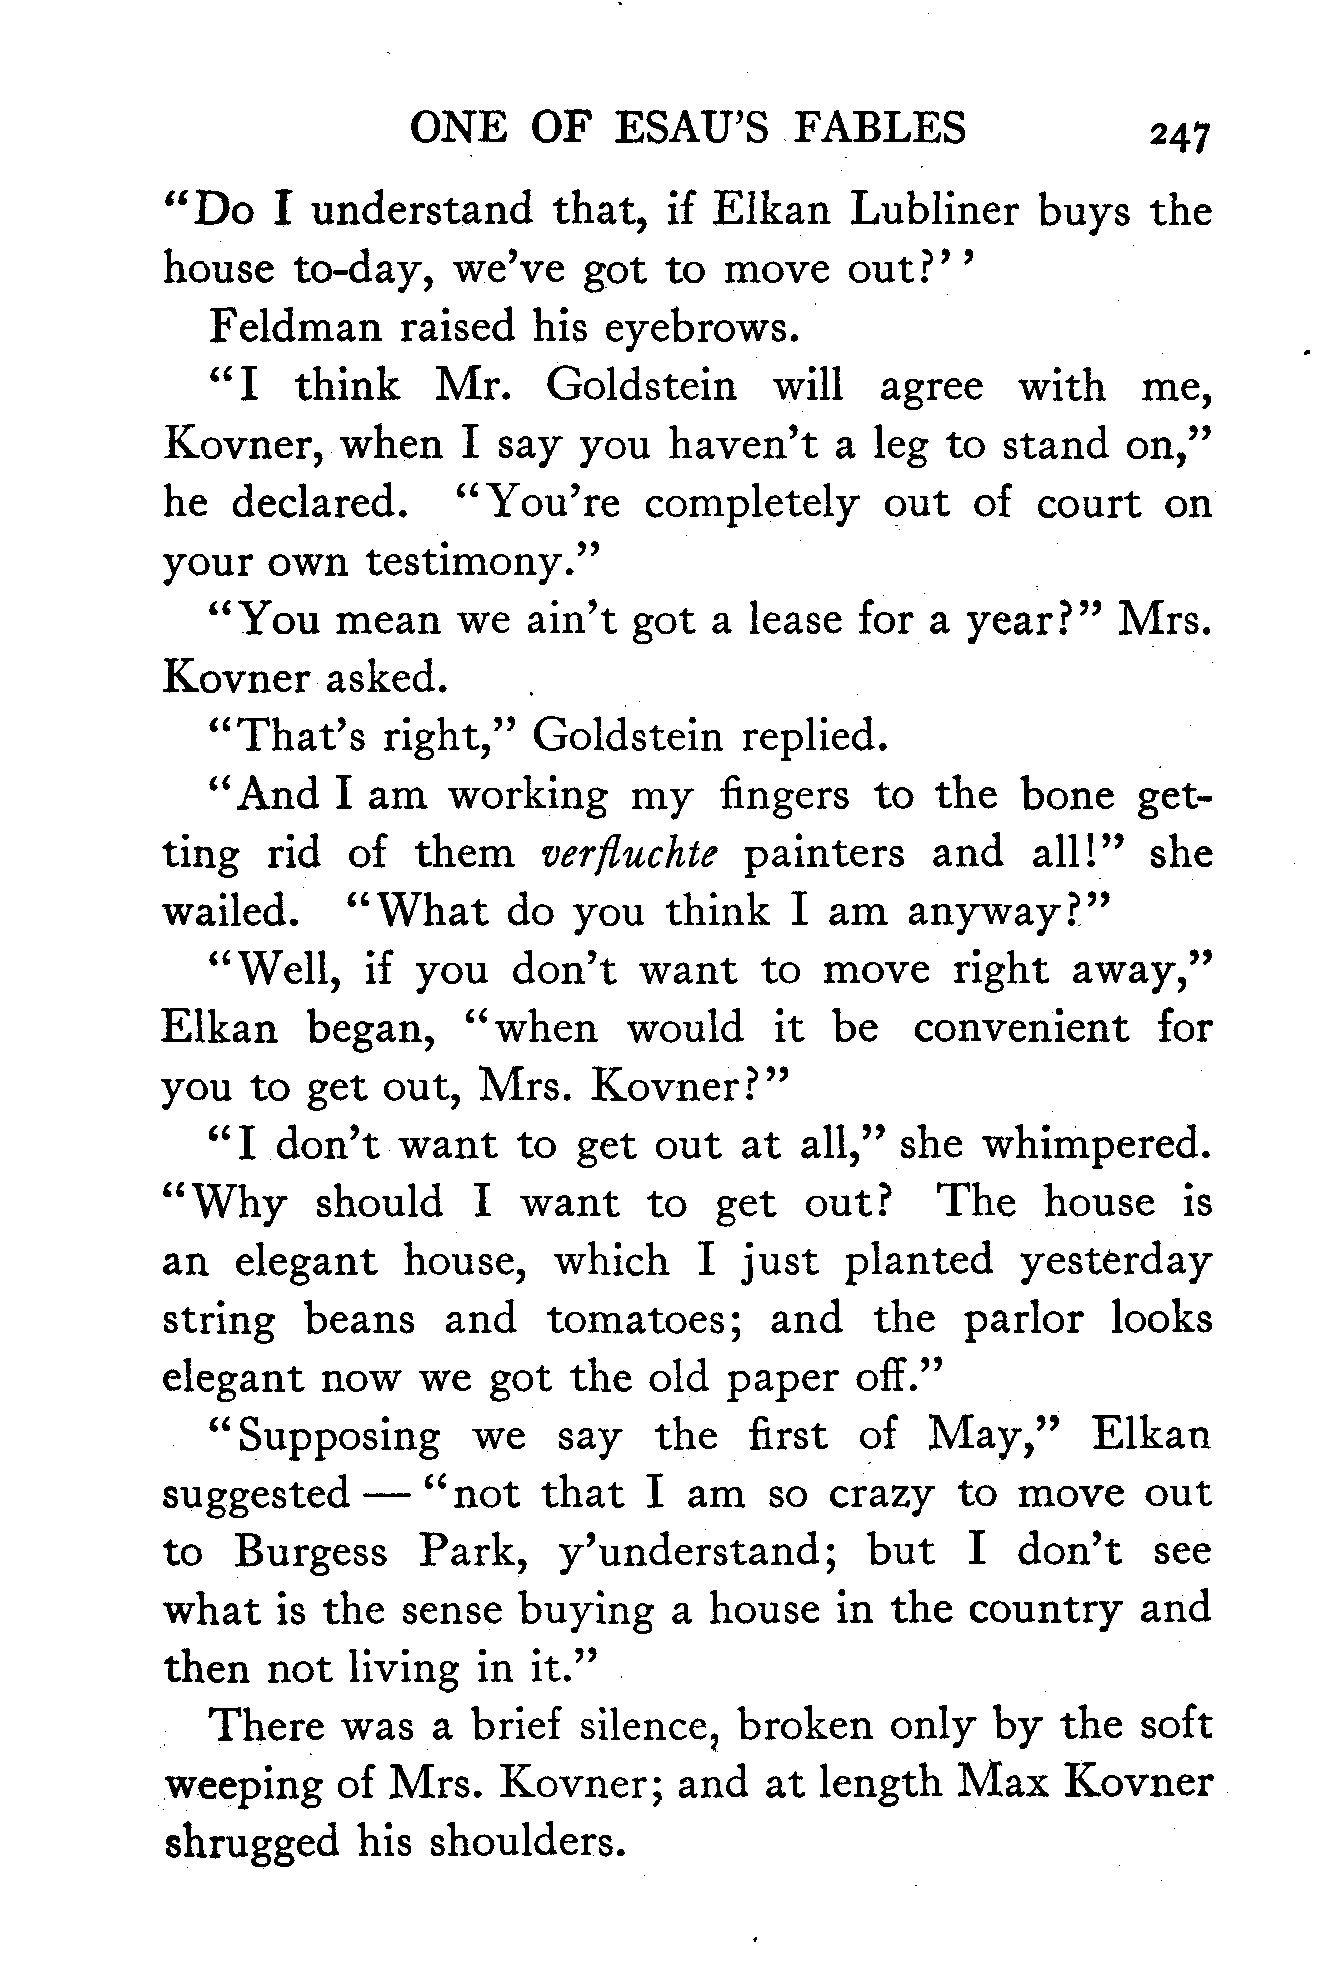 ONE OF ESAU'S FABLES 247
“Do I understand that, if Elkan Lubliner buys the
house to-day, we've got to move out?’’
Feldman raised his eyebrows.
“I think Mr. Goldstein will agree with me,
Kovner, when I say you haven't a leg to stand on,”
he declared. “You're completely out of court on
your own testimony.”
“You mean we ain't got a lease for a year?” Mrs.
Kovner asked.
“That's right,” Goldstein replied.
“And I am working my fingers to the bone get-
ting rid of them verfluchte painters and all!” she
wailed. “What do you think I am anyway?”
“Well, if you don't want to move right away,”
Elkan began, “when would it be convenient for
you to get out, Mrs. Kovner?”
“I don't want to get out at all,” she whimpered.
“Why should I want to get out? The house is
an elegant house, which I just planted yesterday
string beans and tomatoes; and the parlor looks
elegant now we got the old paper off.”
“Supposing we say the first of May,” Elkan
suggested — “not that I am so crazy to move out
to Burgess Park, y'understand; but I don't see
what is the sense buying a house in the country and
then not living in it.”
There was a brief silence, broken only by the soft
weeping of Mrs. Kovner; and at length Max Kovner
shrugged his shoulders.